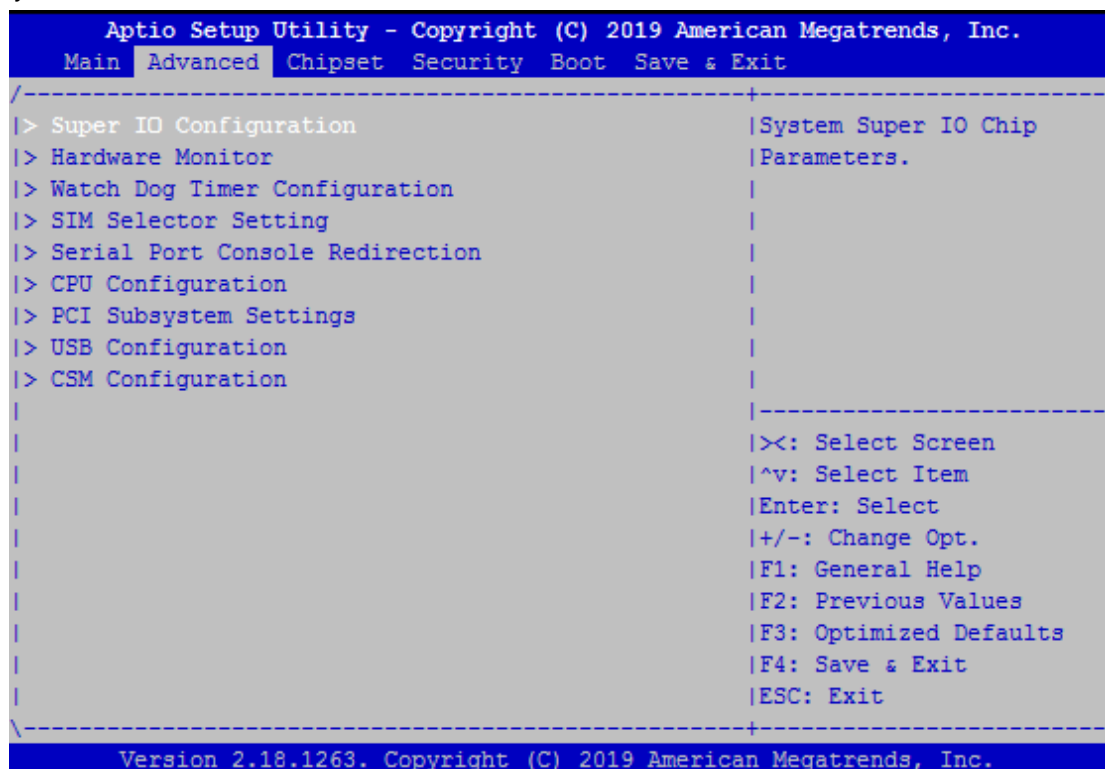 Aptio Setup Utility - Copyright (C) 2019 American Megatrends, Inc.
Main Advanced Chipset Security Boot Save & Exit
/----------------------------------------------------+-------------------------
|> Super IO Configuration |System Super IO Chip
|> Hardware Monitor |Parameters.
|> Watch Dog Timer Configuration |
|> SIM Selector Setting |
|> Serial Port Console Redirection |
|> CPU Configuration |
|> PCI Subsystem Settings |
|> USB Configuration |
|> CSM Configuration |
| |-------------------------
| |><: Select Screen
| |^v: Select Item
| |Enter: Select
| |+/-: Change Opt.
| |F1: General Help
| |F2: Previous Values
| |F3: Optimized Defaults
| |F4: Save & Exit
| |ESC: Exit
\----------------------------------------------------+-------------------------
Version 2.18.1263. Copyright (C) 2019 American Megatrends, Inc.